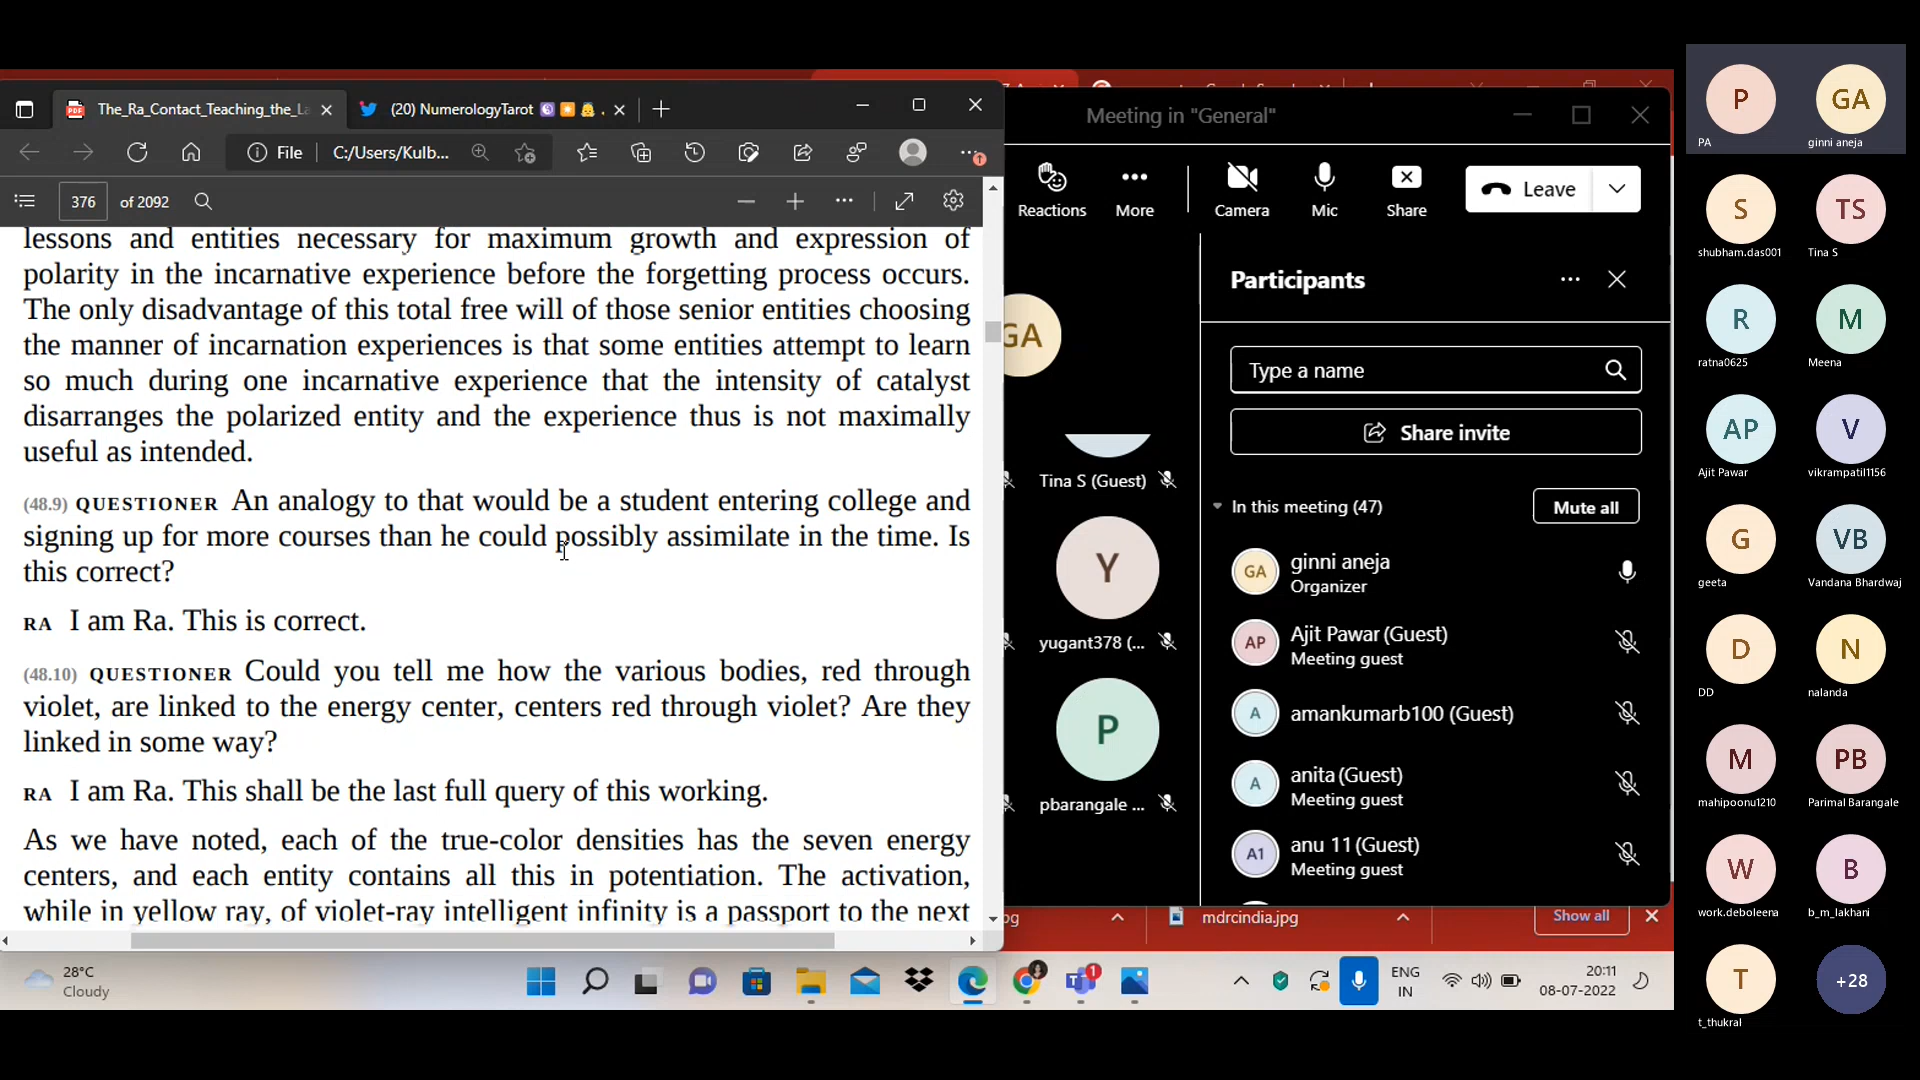 The_Ra_Contact_Teaching_the_La
(20) NumerologyTarot
File
C:/Users/Kulb...
376 of 2092
lessons and entities necessary for maximum growth and expression of
polarity in the incarnative experience before the forgetting process occurs.
The only disadvantage of this total free will of those senior entities choosing
the manner of incarnation experiences is that some entities attempt to learn
so much during one incarnative experience that the intensity of catalyst
disarranges the polarized entity and the experience thus is not maximally
useful as intended.
(48.9) QUESTIONER An analogy to that would be a student entering college and
signing up for more courses than he could possibly assimilate in the time. Is
this correct?
RA I am Ra. This is correct.
(48.10) QUESTIONER Could you tell me how the various bodies, red through
violet, are linked to the energy center, centers red through violet? Are they
linked in some way?
RA I am Ra. This shall be the last full query of this working.
As we have noted, each of the true-color densities has the seven energy
centers, and each entity contains all this in potentiation. The activation,
while in yellow ray, of violet-ray intelligent infinity is a passport to the next
Meeting in "General"
Reactions
More
Camera
Mic
Share
Leave
GA
Tina S (Guest)
Y
yugant378 (...
P
pbarangale ...
Participants
Type a name
Share invite
In this meeting (47)
Mute all
GA
ginni aneja
Organizer
AP
Ajit Pawar (Guest)
Meeting guest
A
amankumarb100 (Guest)
A
anita (Guest)
Meeting guest
A1
anu 11 (Guest)
Meeting guest
mdrcindia.jpg
Show all
28°C
Cloudy
1
ENG
IN
20:11
08-07-2022
P
PA
GA
ginni aneja
S
shubham.das001
TS
Tina S
R
ratna0625
M
Meena
AP
Ajit Pawar
V
vikrampatil1156
G
geeta
VB
Vandana Bhardwaj
D
DD
N
nalanda
M
mahipoonu1210
PB
Parimal Barangale
W
work.deboleena
B
b_m_lakhani
T
t_thukral
+28